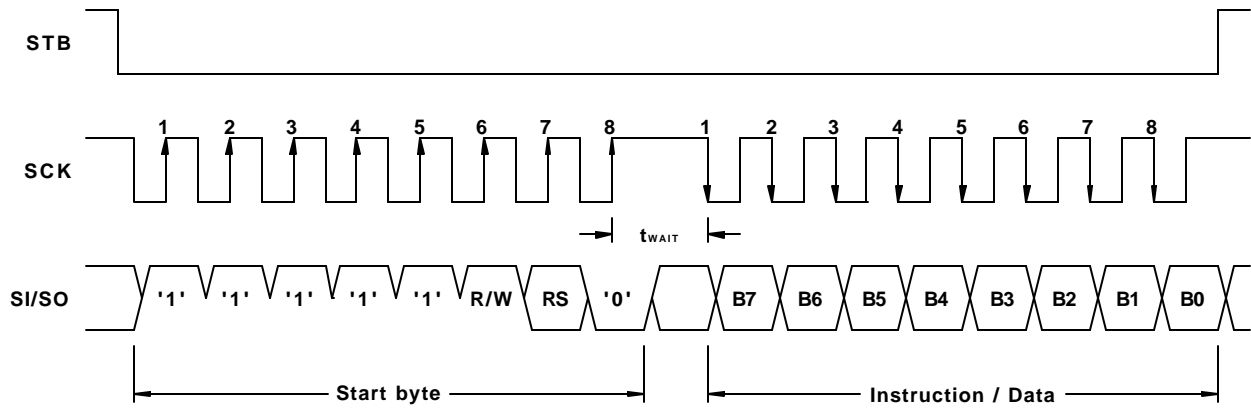 STB
1 2 3 4 5 6 7 8 1 2 3 4 5 6 7 8
SCK
tWAIT
SI/SO '1' '1' '1' '1' '1' R/W RS '0' B7 B6 B5 B4 B3 B2 B1 B0
Start byte Instruction / Data